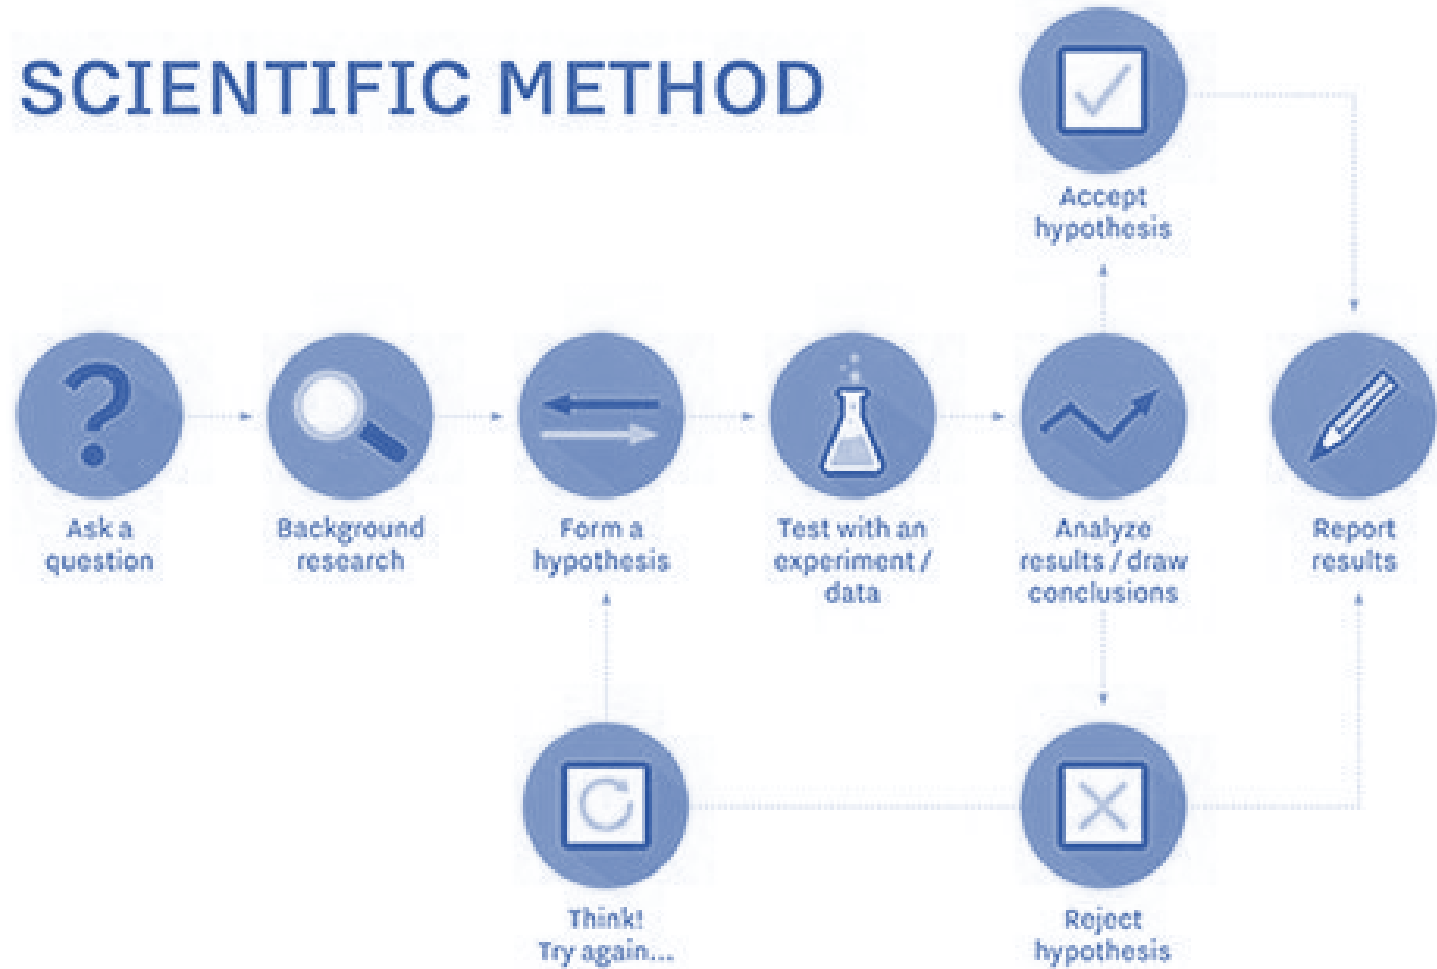 SCIENTIFIC METHOD
Accept
hypothesis
Ask a
question
Background
research
Form a
hypothesis
Test with an
experiment /
data
Analyze
results / draw
conclusions
Report
results
Think!
Try again...
Reject
hypothesis